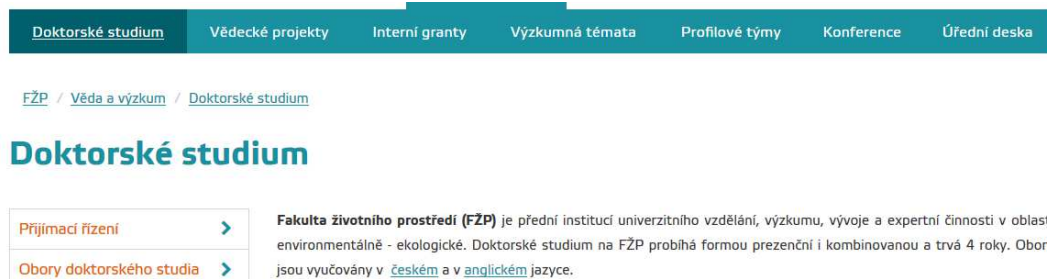 Doktorské studium Vědecké projekty Interní granty Výzkumná témata Profilové týmy Konference Úřední deska
FŽP / Věda a výzkum / Doktorské studium
Doktorské studium
Přijímací řízení
Obory doktorského studia
Fakulta životního prostředí (FŽP) je přední institucí univerzitního vzdělání, výzkumu, vývoje a expertní činnosti v oblast
environmentálně - ekologické. Doktorské studium na FŽP probíhá formou prezenční i kombinovanou a trvá 4 roky. Obor
jsou vyučovány v českém a v anglickém jazyce.